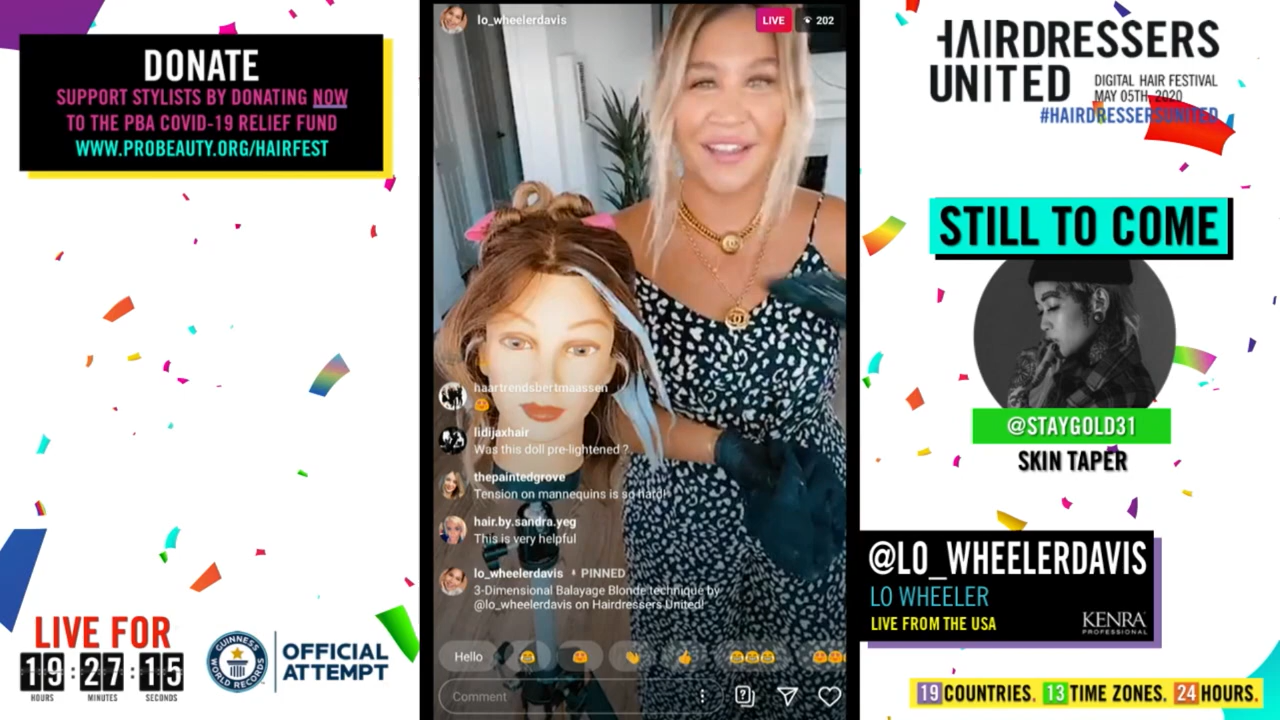 DONATE
SUPPORT STYLISTS BY DONATING NOW
TO THE PBA COVID-19 RELIEF FUND
WWW.PROBEAUTY.ORG/HAIRFEST
LIVE FOR
19:27:15
HOURS MINUTES SECONDS
GUINNESS
WORLD RECORDS
OFFICIAL
ATTEMPT
lo_wheelerdavis
LIVE
202
haartrendsbertmaassen
lidijaxhair
Was this doll pre-lightened ?
thepaintedgrove
Tension on mannequins is so hard!
hair.by.sandra.yeg
This is very helpful
lo_wheelerdavis PINNED
3-Dimensional Balayage Blonde technique by
@lo_wheelerdavis on Hairdressers United!
Hello
Comment
HAIRDRESSERS
UNITED
DIGITAL HAIR FESTIVAL
MAY 05TH, 2020
#HAIRDRESSERSUNITED
STILL TO COME
@STAYGOLD31
SKIN TAPER
@LO_WHEELERDAVIS
LO WHEELER
LIVE FROM THE USA
KENRA
PROFESSIONAL
19 COUNTRIES. 13 TIME ZONES. 24 HOURS.